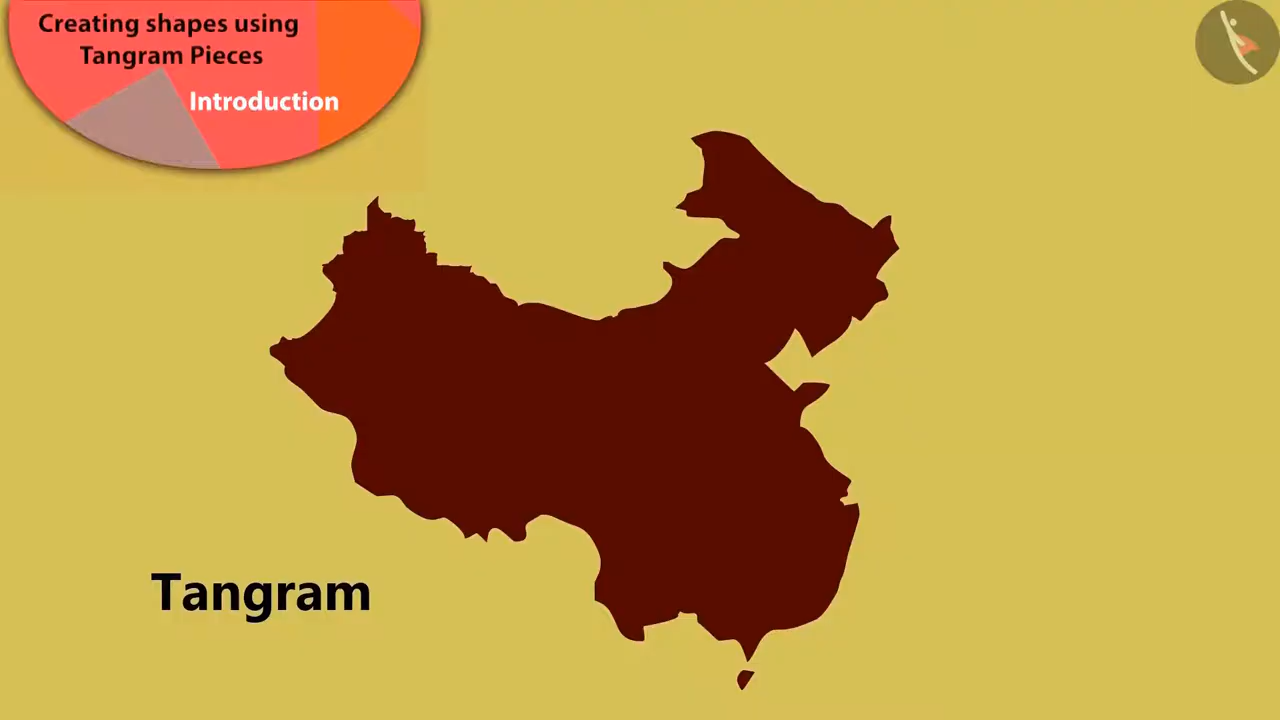 Creating shapes using
Tangram Pieces
Introduction
Tangram